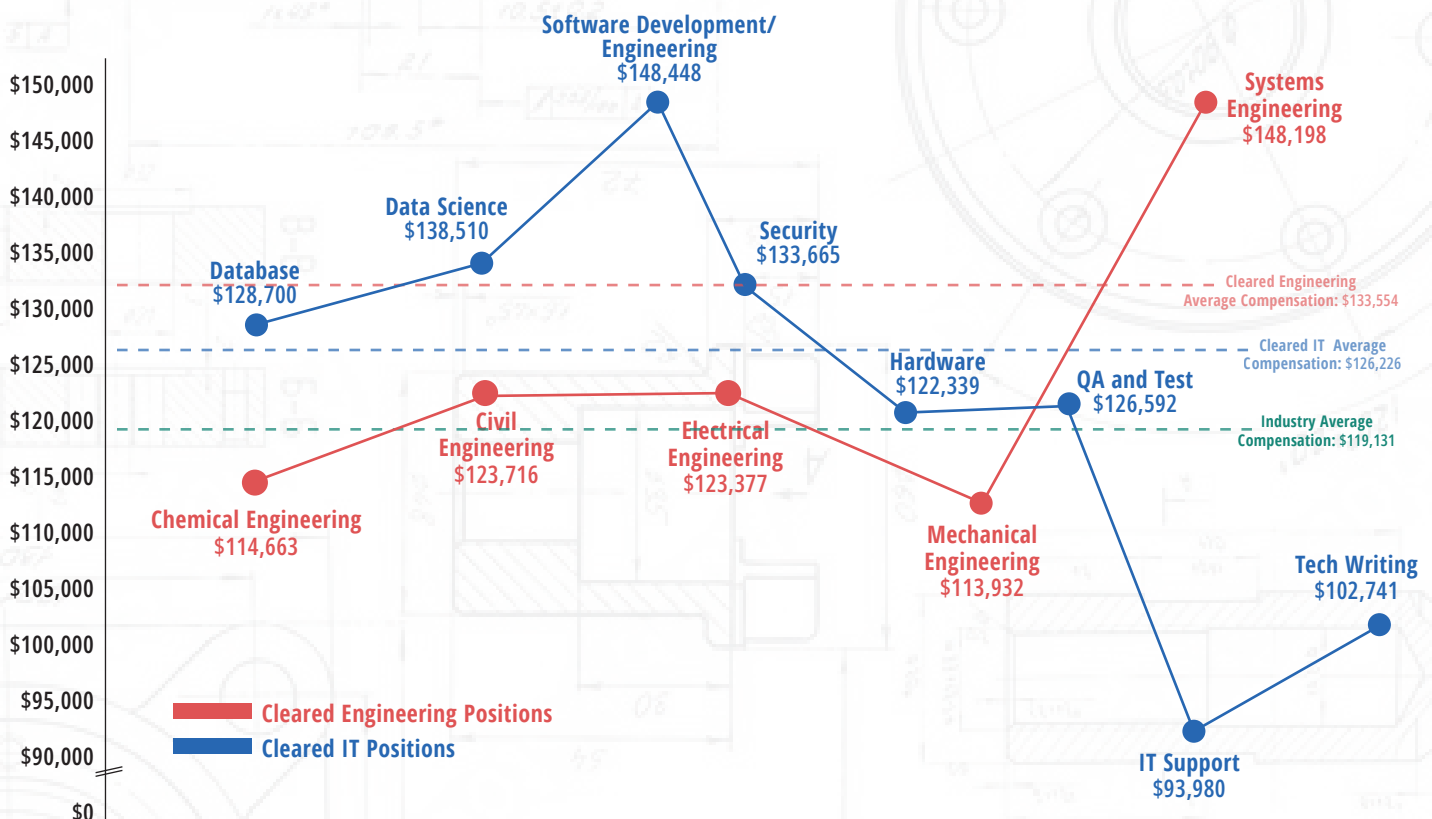 $150,000
$145,000
$140,000
$135,000
$130,000
$125,000
$120,000
$115,000
$110,000
$105,000
$100,000
$95,000
$90,000
$0
Software Development/
Engineering
$148,448
Systems
Engineering
$148,198
Data Science
$138,510
Security
$133,665
Database
$128,700
Cleared Engineering
Average Compensation: $133,554
Cleared IT Average
Compensation: $126,226
Hardware
$122,339
QA and Test
$126,592
Industry Average
Compensation: $119,131
Civil
Engineering
$123,716
Electrical
Engineering
$123,377
Chemical Engineering
$114,663
Mechanical
Engineering
$113,932
Tech Writing
$102,741
IT Support
$93,980
Cleared Engineering Positions
Cleared IT Positions